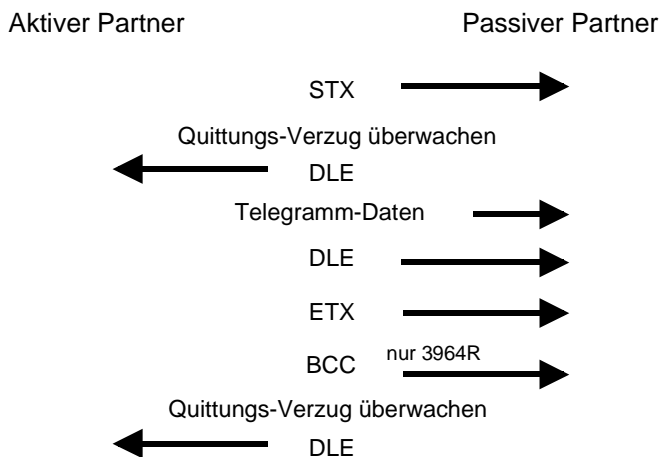 Aktiver Partner Passiver Partner
STX
Quittungs-Verzug überwachen
DLE
Telegramm-Daten
DLE
ETX
BCC nur 3964R
Quittungs-Verzug überwachen
DLE